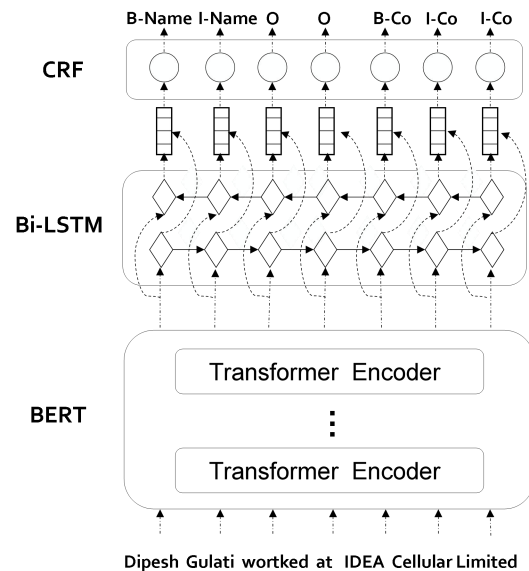 B-Name I-Name O O B-Co I-Co I-Co
CRF
Bi-LSTM
BERT
Transformer Encoder
Transformer Encoder
Dipesh Gulati wortked at IDEA Cellular Limited